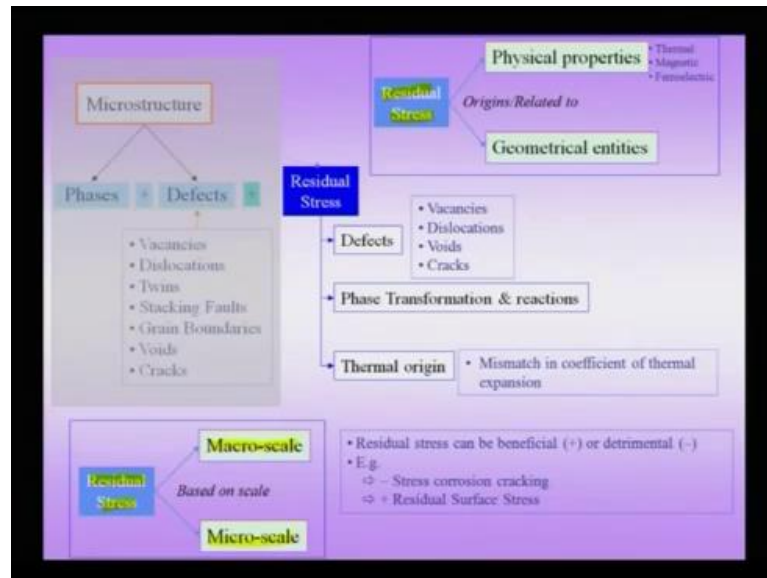 Microstructure
Phases + Defects +
• Vacancies
• Dislocations
• Twins
• Stacking Faults
• Grain Boundaries
• Voids
• Cracks
Residual
Stress
Origins/Related to
Physical properties
• Thermal
• Magnetic
• Ferroelectric
Geometrical entities
Residual
Stress
Defects
• Vacancies
• Dislocations
• Voids
• Cracks
Phase Transformation & reactions
Thermal origin
• Mismatch in coefficient of thermal
expansion
Residual
Stress
Based on scale
Macro-scale
Micro-scale
• Residual stress can be beneficial (+) or detrimental (–)
• E.g.
⇨ – Stress corrosion cracking
⇨ + Residual Surface Stress